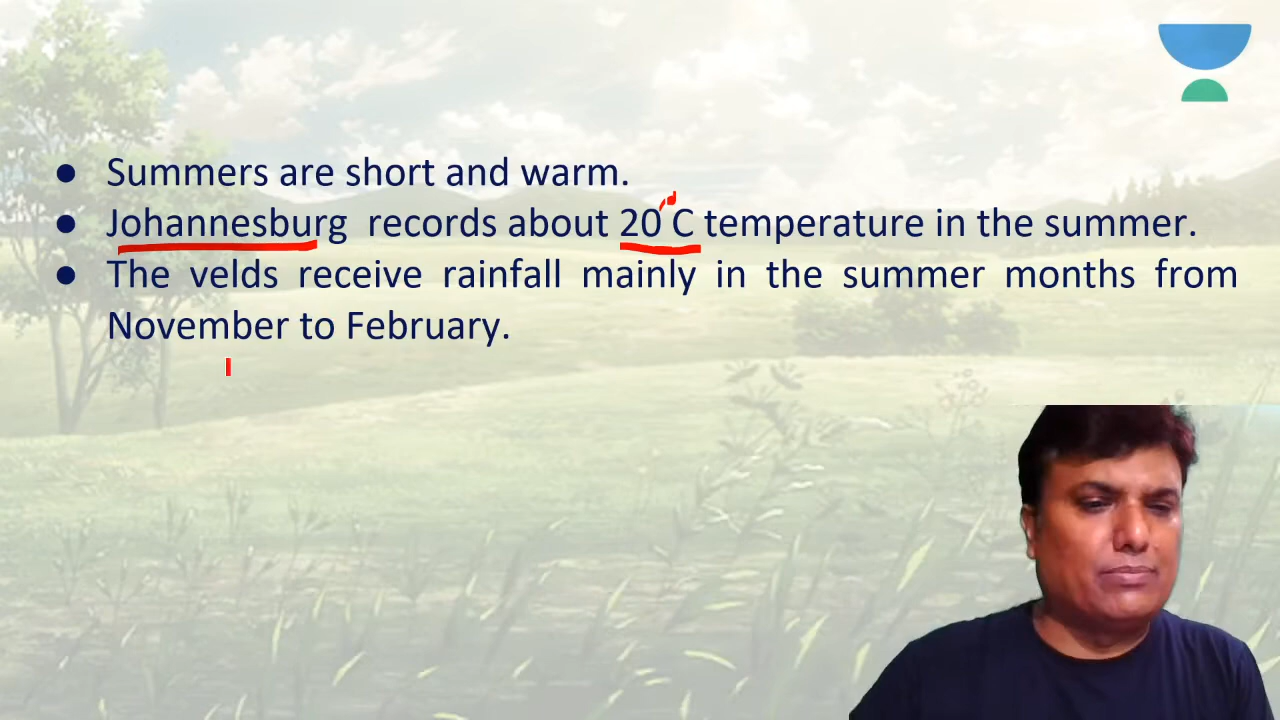 ● Summers are short and warm.
● Johannesburg records about 20°C temperature in the summer.
● The velds receive rainfall mainly in the summer months from
November to February.